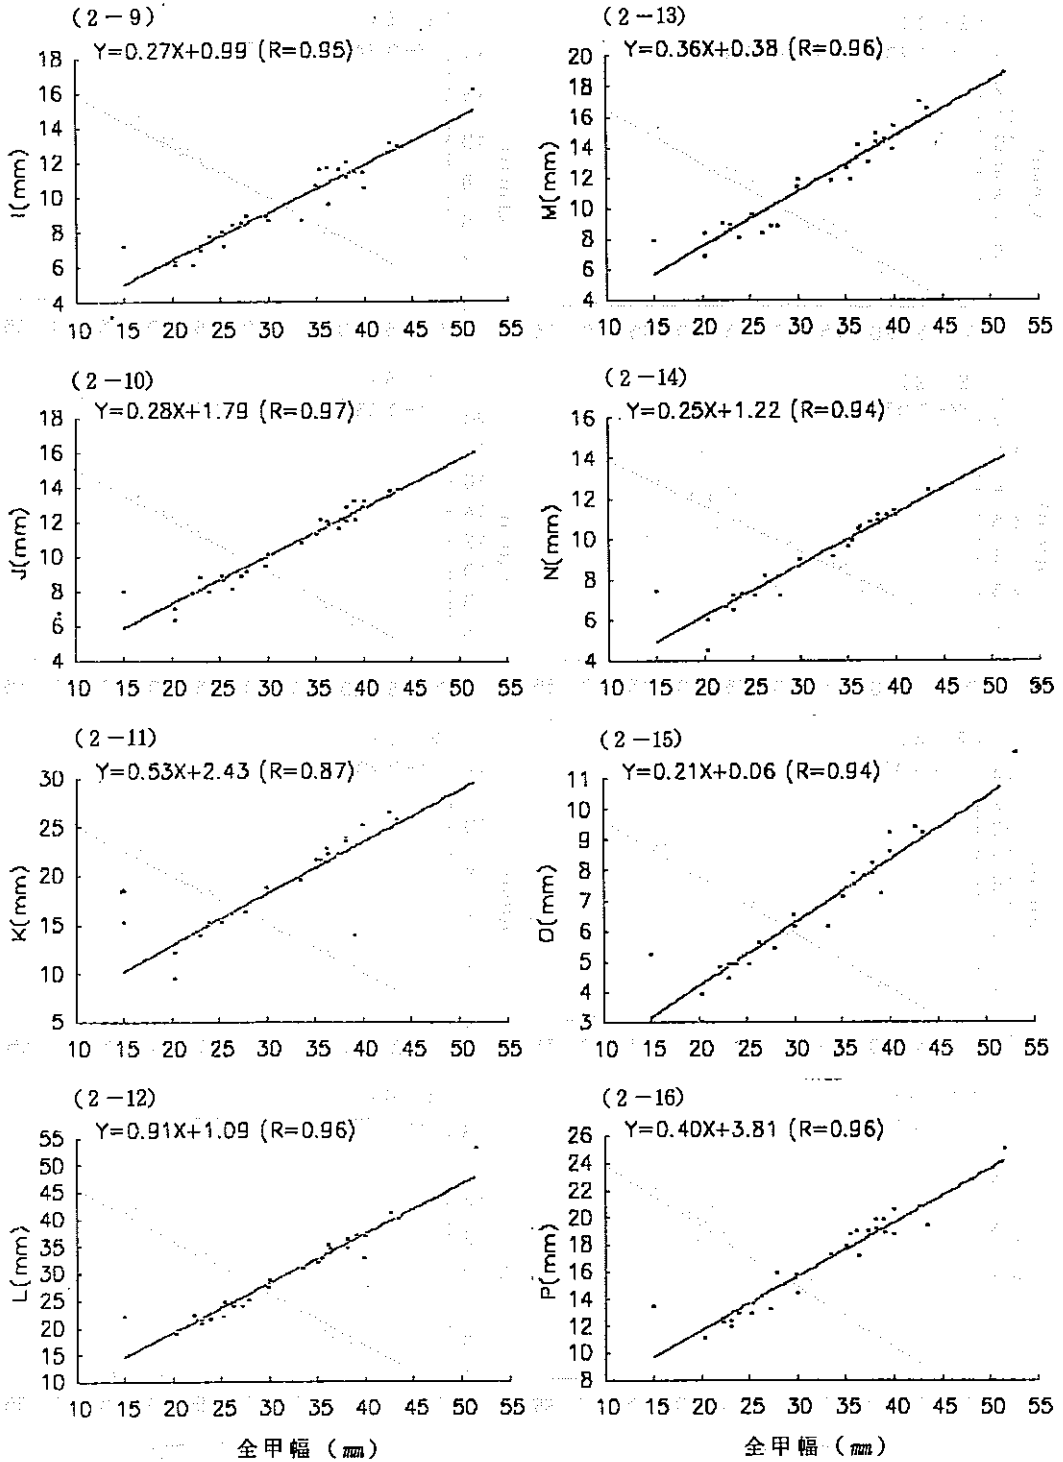 (2-9)
Y=0.27X+0.99 (R=0.95)
18
16
14
12
10
8
6
4
I(mm)
10 15 20 25 30 35 40 45 50 55
(2-10)
Y=0.28X+1.79 (R=0.97)
18
16
14
12
10
8
6
4
J(mm)
10 15 20 25 30 35 40 45 50 55
(2-11)
Y=0.53X+2.43 (R=0.87)
30
25
20
15
10
5
K(mm)
10 15 20 25 30 35 40 45 50 55
(2-12)
Y=0.91X+1.09 (R=0.96)
55
50
45
40
35
30
25
20
15
10
L(mm)
10 15 20 25 30 35 40 45 50 55
全甲幅 (mm)
(2-13)
Y=0.36X+0.38 (R=0.96)
20
18
16
14
12
10
8
6
4
M(mm)
10 15 20 25 30 35 40 45 50 55
(2-14)
Y=0.25X+1.22 (R=0.94)
16
14
12
10
8
6
4
N(mm)
10 15 20 25 30 35 40 45 50 55
(2-15)
Y=0.21X+0.06 (R=0.94)
11
10
9
8
7
6
5
4
3
O(mm)
10 15 20 25 30 35 40 45 50 55
(2-16)
Y=0.40X+3.81 (R=0.96)
26
24
22
20
18
16
14
12
10
8
P(mm)
10 15 20 25 30 35 40 45 50 55
全甲幅 (mm)